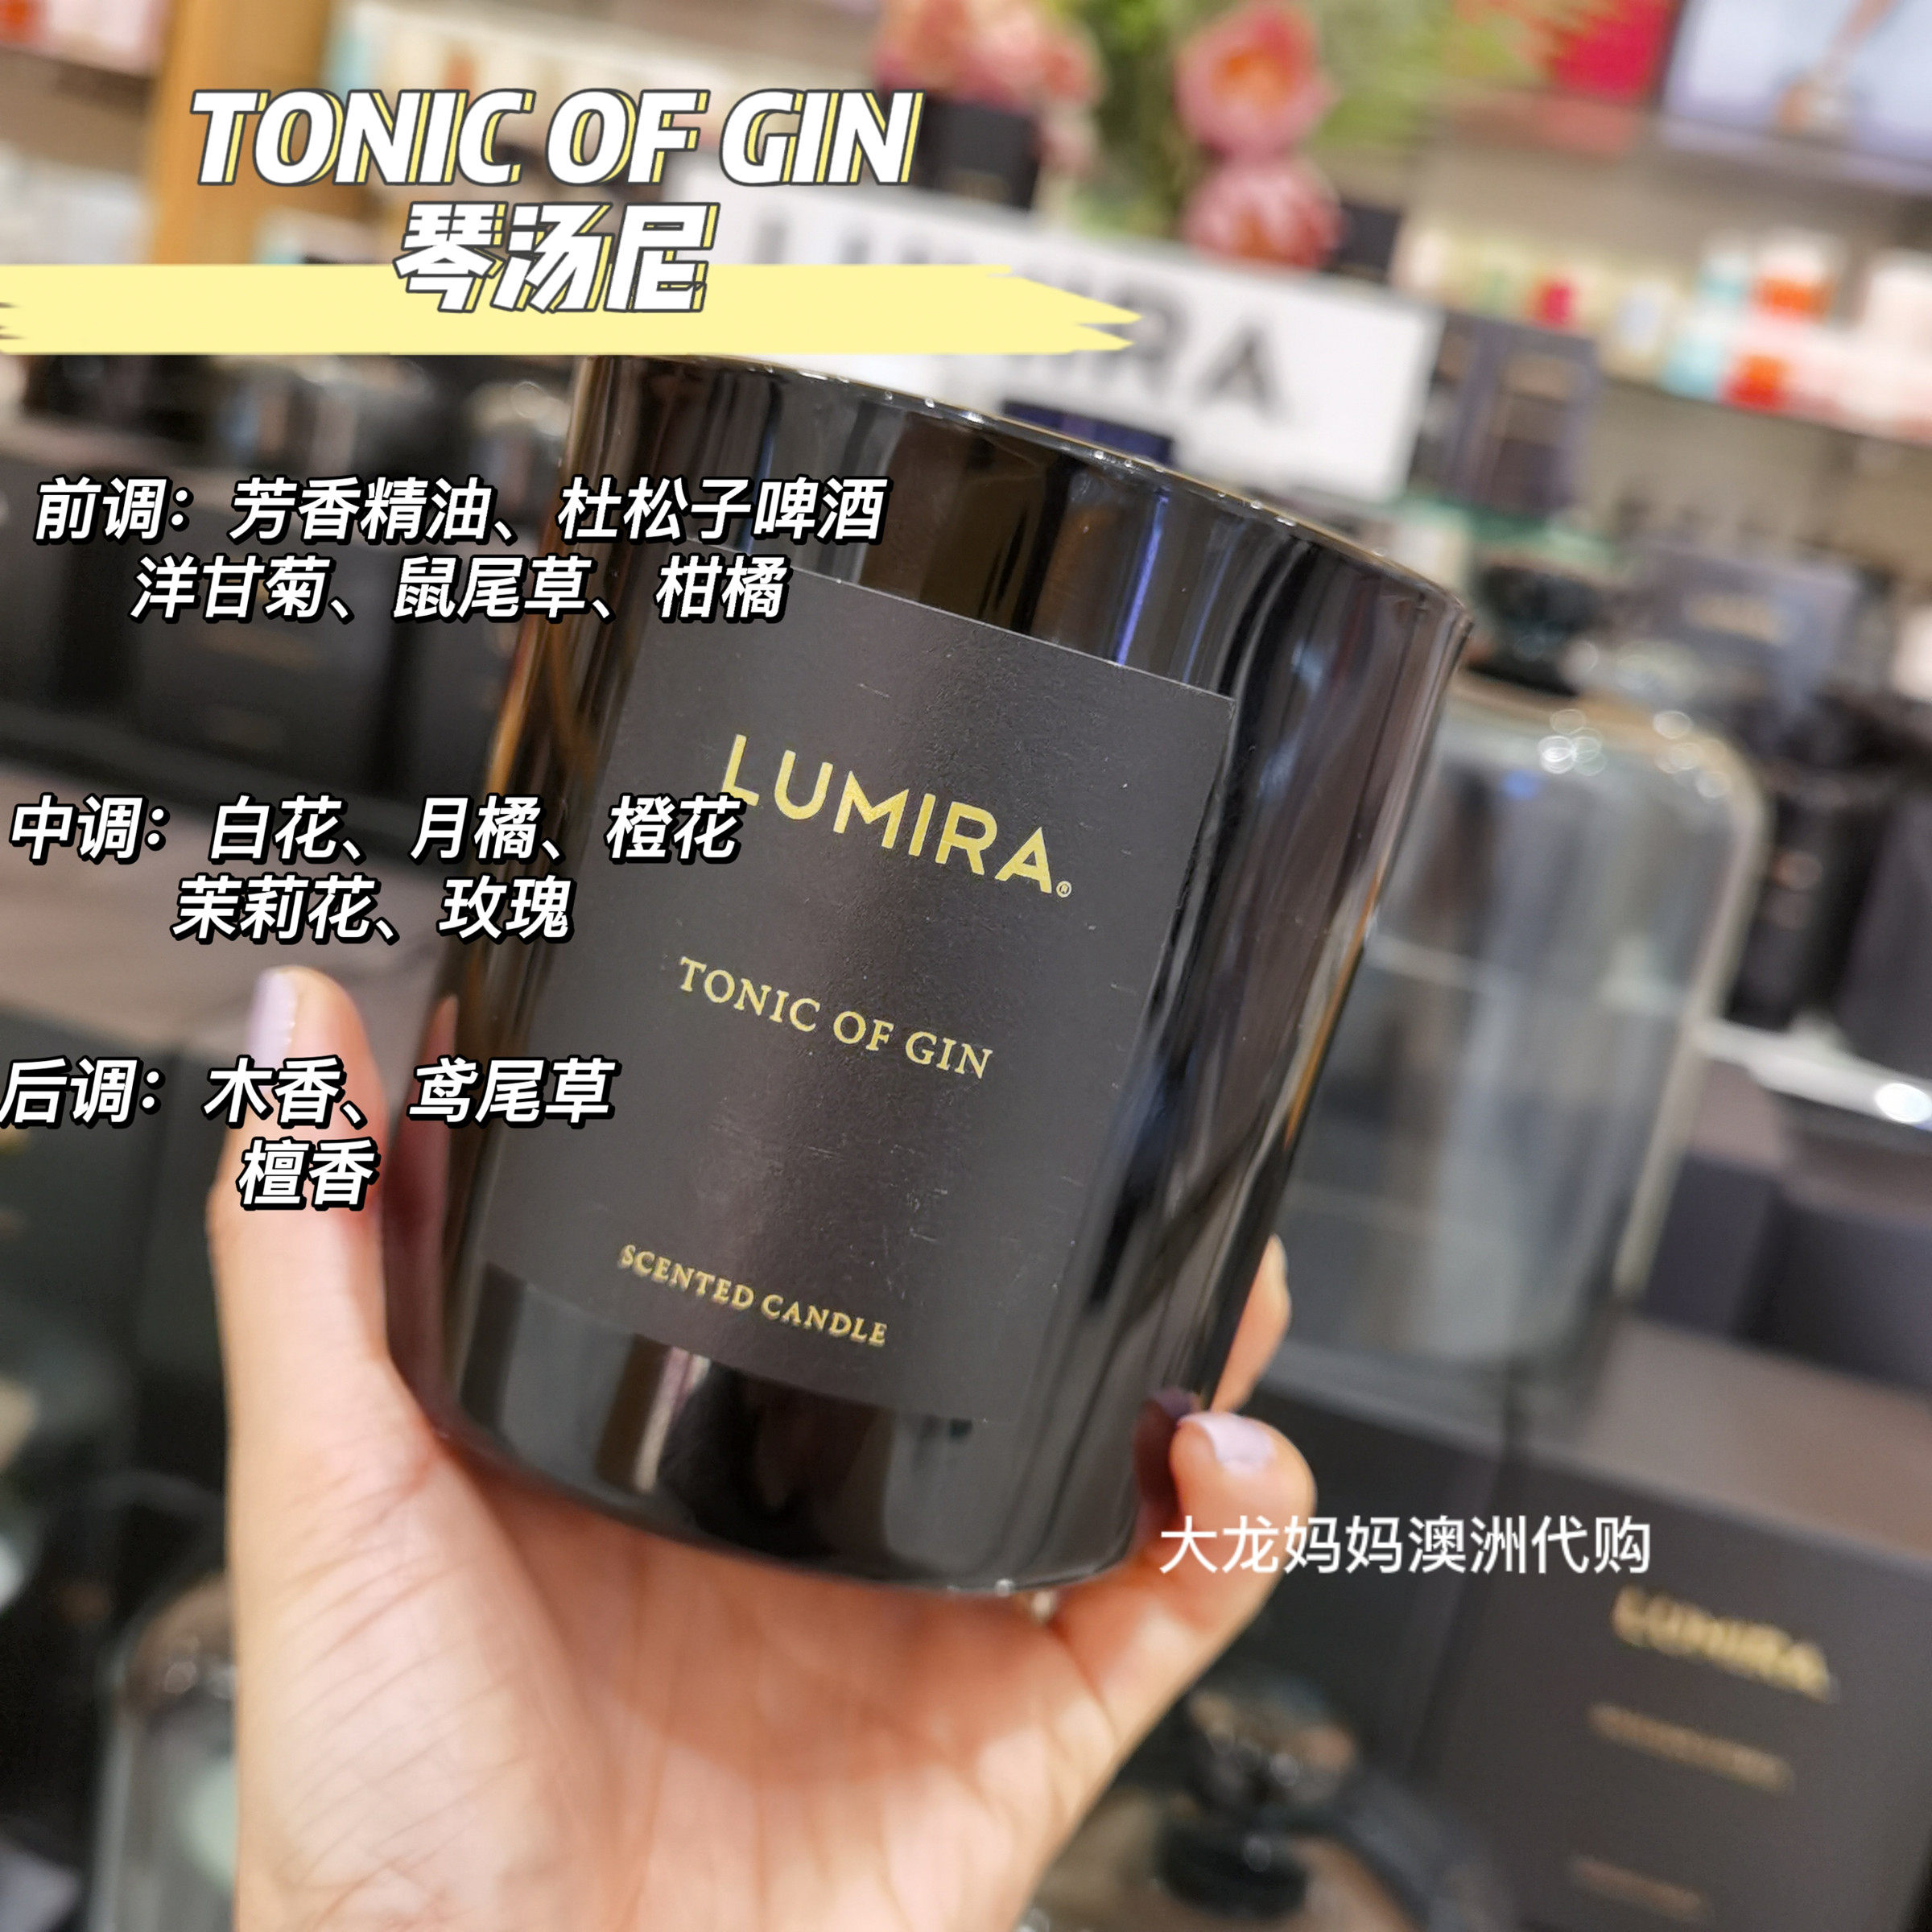 TONIC OF GIN
琴汤尼
LUMIRA
前调：芳香精油、杜松子啤酒
洋甘菊、鼠尾草、柑橘
LUMIRA®
中调：白花、月橘、橙花
茉莉花、玫瑰
TONIC OF GIN
后调：木香、鸢尾草
檀香
SCENTED CANDLE
大龙妈妈澳洲代购
LUMIRA